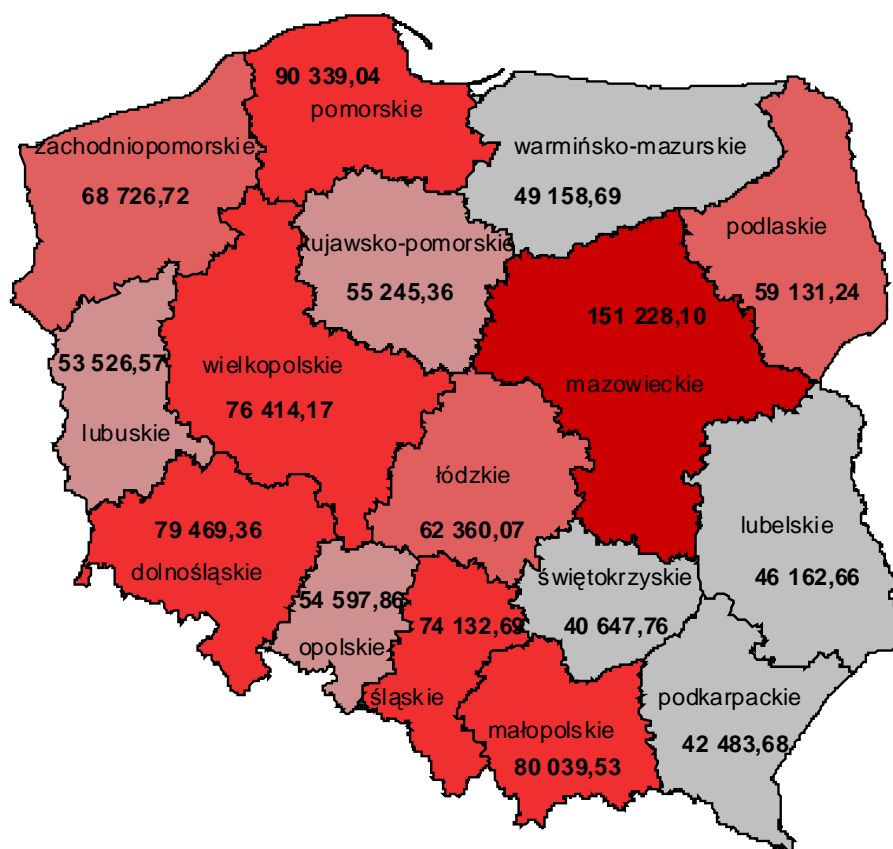 90 339,04
pomorskie
zachodniopomorskie
68 726,72
warmińsko-mazurskie
49 158,69
podlaskie
59 131,24
kujawsko-pomorskie
55 245,36
151 228,10
mazowieckie
53 526,57
lubuskie
wielkopolskie
76 414,17
łódzkie
62 360,07
79 469,36
dolnośląskie
lubelskie
46 162,66
54 597,86
opolskie
74 132,69
śląskie
świętokrzyskie
40 647,76
podkarpackie
42 483,68
małopolskie
80 039,53